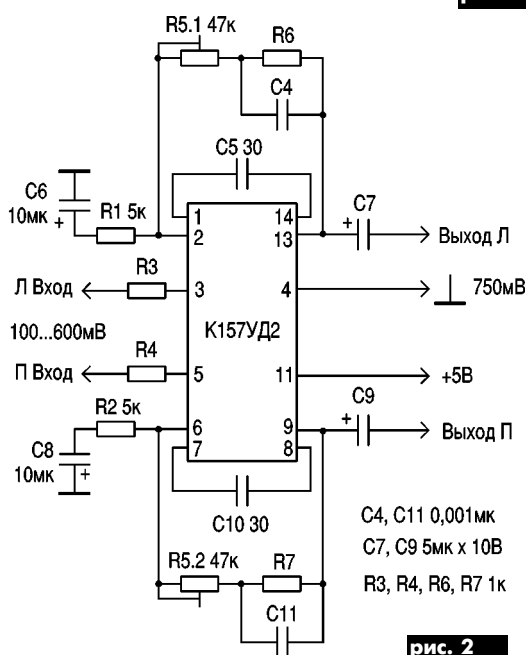 R5.1 47к
R6
C4
C5 30
C6
10мк
+
R1 5к
1
14
C7
+
2
13
Выход Л
R3
Л Вход
3
4
750мВ
100...600мВ
К157УД2
R4
П Вход
5
11
+5В
R2 5к
C9
+
6
9
Выход П
C8
10мк
+
7
8
C10 30
C4, C11 0,001мк
C7, C9 5мк х 10В
R3, R4, R6, R7 1к
R5.2 47к
R7
C11
рис. 2